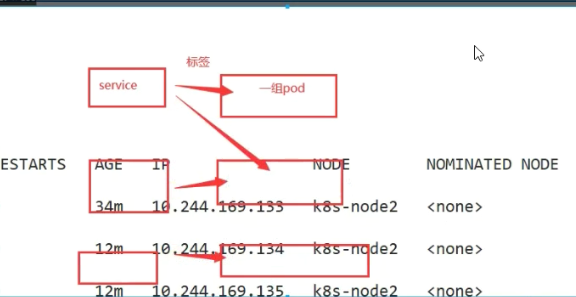 标签
service
一组pod
ESTARTS AGE IP NODE NOMINATED NODE
34m 10.244.169.133 k8s-node2 <none>
12m 10.244.169.134 k8s-node2 <none>
12m 10.244.169.135 k8s-node2 <none>